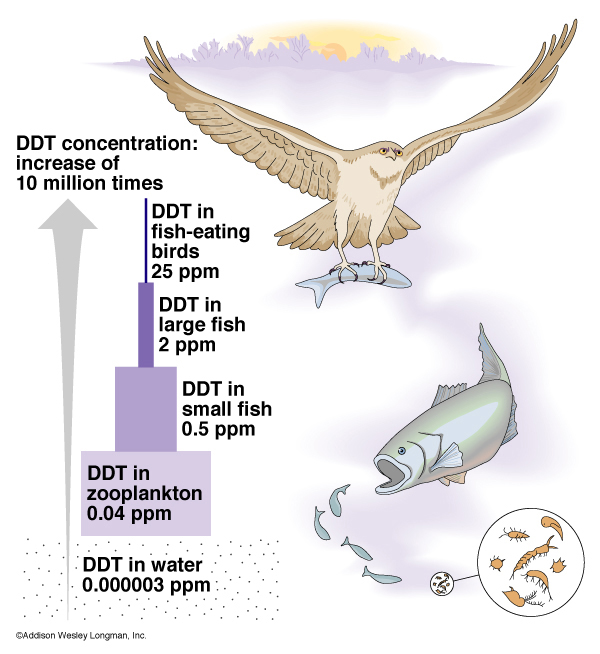 DDT concentration:
increase of
10 million times
DDT in
fish-eating
birds
25 ppm
DDT in
large fish
2 ppm
DDT in
small fish
0.5 ppm
DDT in
zooplankton
0.04 ppm
DDT in water
0.000003 ppm
©Addison Wesley Longman, Inc.